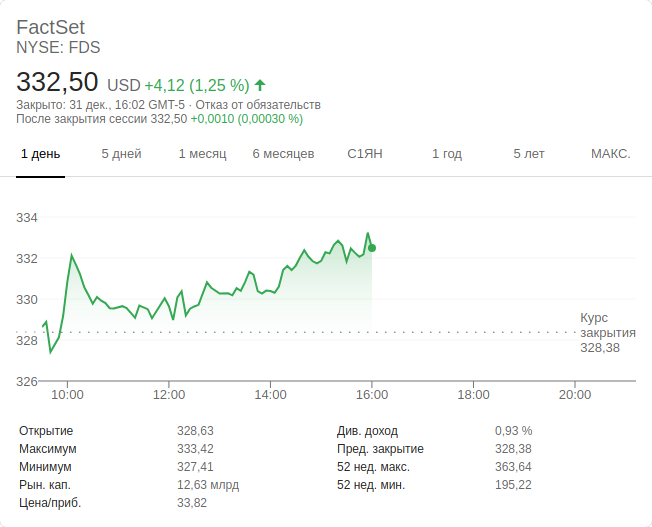 FactSet
NYSE: FDS
332,50 USD +4,12 (1,25 %)
Закрыто: 31 дек., 16:02 GMT-5 · Отказ от обязательств
После закрытия сессии 332,50 +0,0010 (0,00030 %)
1 день 5 дней 1 месяц 6 месяцев С1ЯН 1 год 5 лет МАКС.
334
332
330
328
326
Курс
закрытия
328,38
10:00 12:00 14:00 16:00 18:00 20:00
Открытие 328,63 Див. доход 0,93 %
Максимум 333,42 Пред. закрытие 328,38
Минимум 327,41 52 нед. макс. 363,64
Рын. кап. 12,63 млрд 52 нед. мин. 195,22
Цена/приб. 33,82